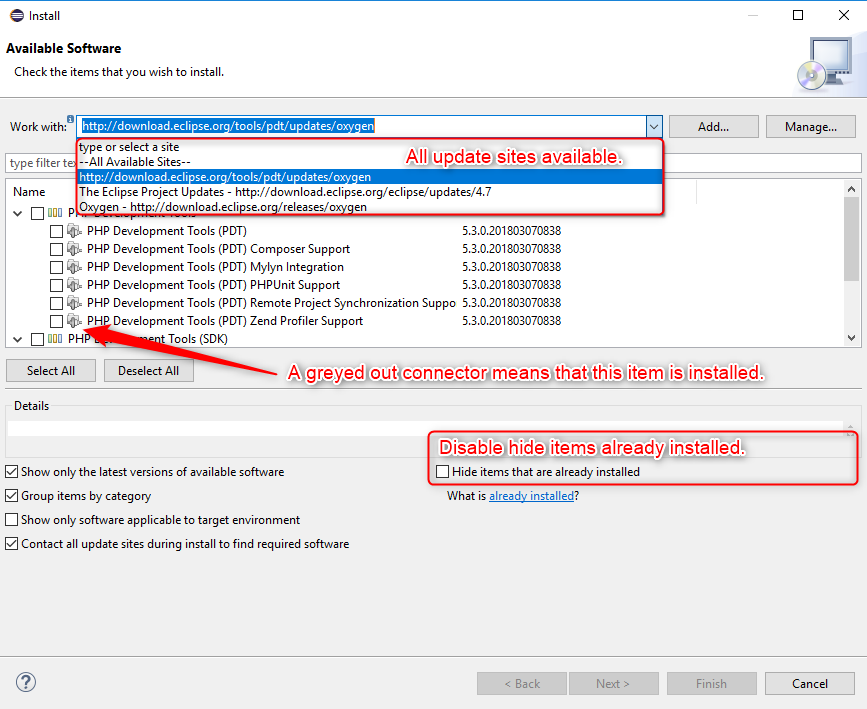 Install
Available Software
Check the items that you wish to install.
Work with: http://download.eclipse.org/tools/pdt/updates/oxygen Add... Manage...
type or select a site
--All Available Sites--
All update sites available.
type filter te
http://download.eclipse.org/tools/pdt/updates/oxygen
The Eclipse Project Updates - http://download.eclipse.org/eclipse/updates/4.7
Oxygen - http://download.eclipse.org/releases/oxygen
Name
PHP Development Tools
PHP Development Tools (PDT) 5.3.0.201803070838
PHP Development Tools (PDT) Composer Support 5.3.0.201803070838
PHP Development Tools (PDT) Mylyn Integration 5.3.0.201803070838
PHP Development Tools (PDT) PHPUnit Support 5.3.0.201803070838
PHP Development Tools (PDT) Remote Project Synchronization Suppo 5.3.0.201803070838
PHP Development Tools (PDT) Zend Profiler Support 5.3.0.201803070838
PHP Development Tools (SDK)
Select All Deselect All
A greyed out connector means that this item is installed.
Details
Disable hide items already installed.
Show only the latest versions of available software Hide items that are already installed
Group items by category What is already installed?
Show only software applicable to target environment
Contact all update sites during install to find required software
? < Back Next > Finish Cancel